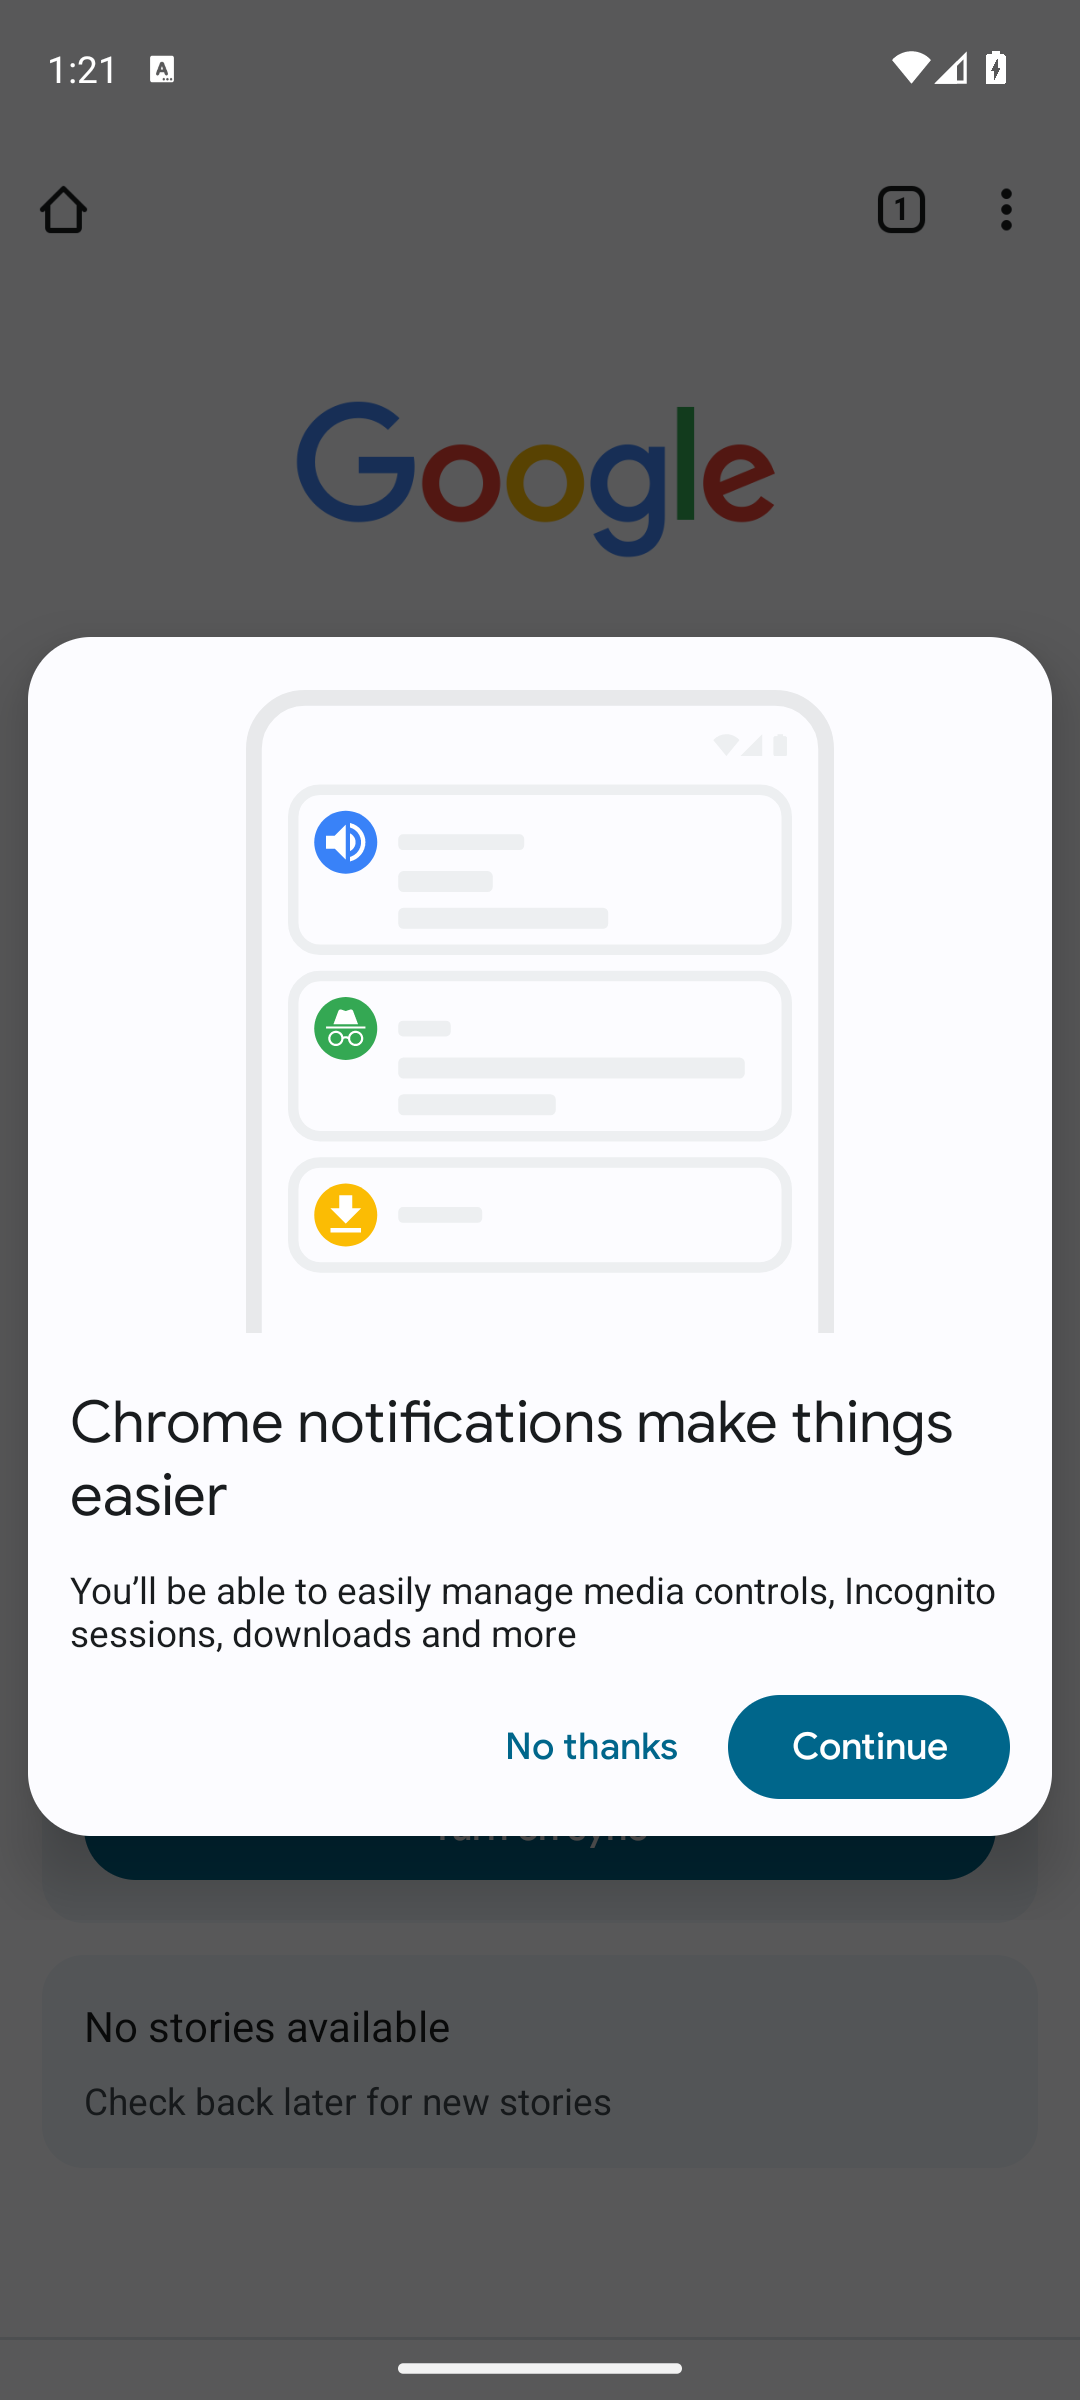 1:21
1
Google
Chrome notifications make things
easier
You’ll be able to easily manage media controls, Incognito
sessions, downloads and more
No thanks
Continue
No stories available
Check back later for new stories